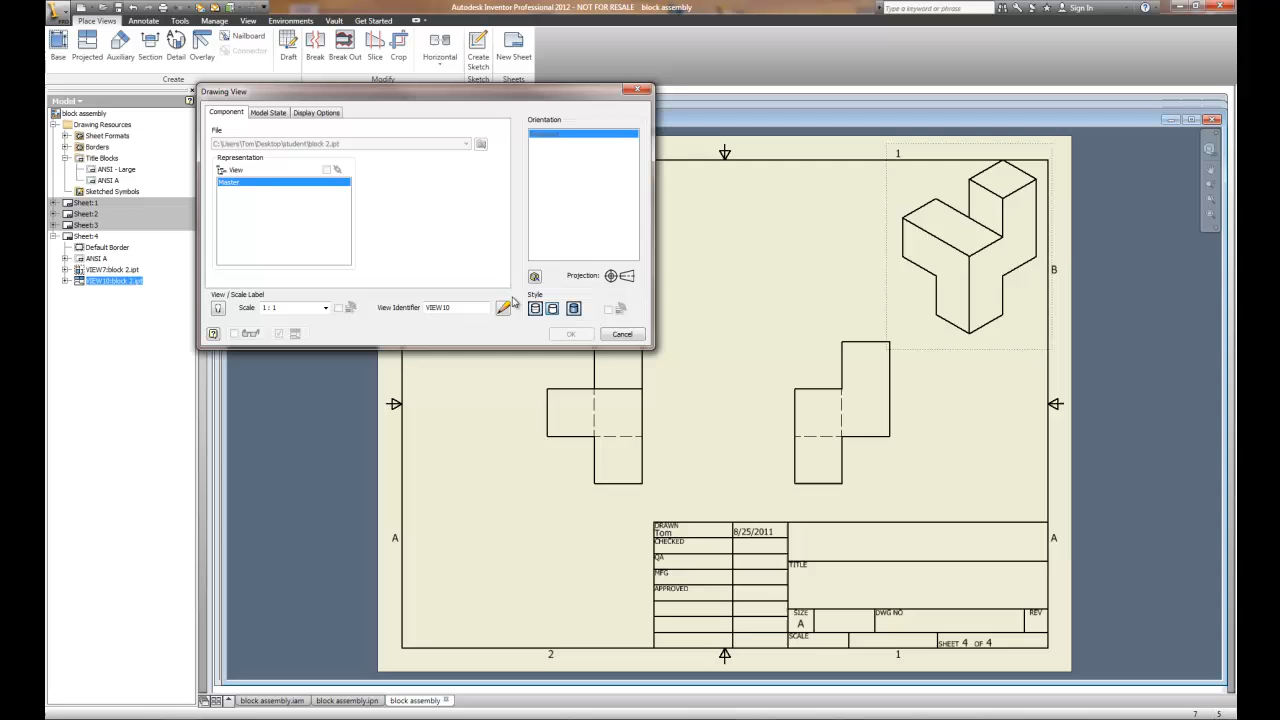 Autodesk Inventor Professional 2012 - NOT FOR RESALE   block assembly
Type a keyword or phrase
Sign In
PRO
Place Views
Annotate
Tools
Manage
View
Environments
Vault
Get Started
Base
Projected
Auxiliary
Section
Detail
Overlay
Nailboard
Connector
Draft
Break
Break Out
Slice
Crop
Horizontal
Create Sketch
New Sheet
Create
Modify
Sketch
Sheets
Model
block assembly
Drawing Resources
Sheet Formats
Borders
Title Blocks
ANSI - Large
ANSI A
Sketched Symbols
Sheet:1
Sheet:2
Sheet:3
Sheet:4
Default Border
ANSI A
VIEW7:block 2.ipt
VIEW10:block 2.ipt
Drawing View
Component
Model State
Display Options
File
C:\Users\Tom\Desktop\student\block 2.ipt
Representation
View
Master
Orientation
Projection:
View / Scale Label
Scale
1 : 1
View Identifier
VIEW10
Style
OK
Cancel
1
B
A
A
DRAWN
Tom
8/25/2011
CHECKED
QA
MFG
APPROVED
TITLE
SIZE
A
DWG NO
REV
SCALE
SHEET 4 OF 4
2
1
block assembly.iam
block assembly.ipn
block assembly
7
5